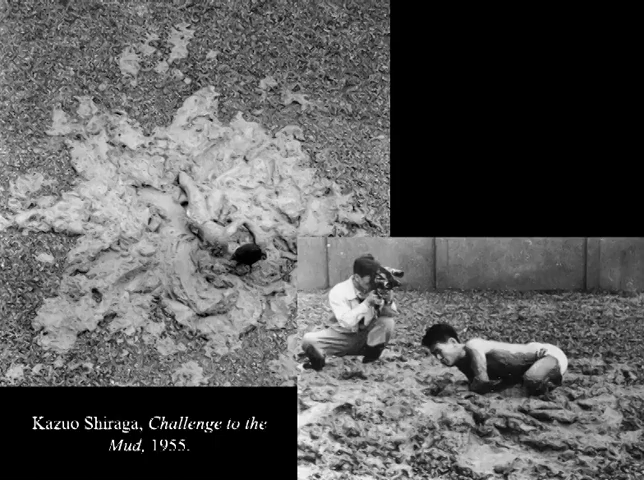 Kazuo Shiraga, Challenge to the
Mud, 1955.